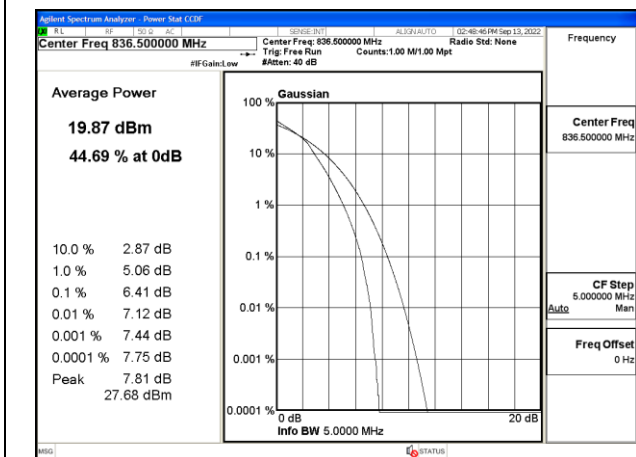 Agilent Spectrum Analyzer - Power Stat CCDF
RL RF 50 Ω AC SENSE:INT ALIGN AUTO 02:48:46 PM Sep 13, 2022
Center Freq 836.500000 MHz
Center Freq: 836.500000 MHz Radio Std: None
Trig: Free Run Counts:1.00 M/1.00 Mpt
#IFGain:Low #Atten: 40 dB
Frequency
Average Power
19.87 dBm
44.69 % at 0dB
10.0 % 2.87 dB
1.0 % 5.06 dB
0.1 % 6.41 dB
0.01 % 7.12 dB
0.001 % 7.44 dB
0.0001 % 7.75 dB
Peak 7.81 dB
27.68 dBm
Gaussian
100 %
10 %
1 %
0.1 %
0.01 %
0.001 %
0.0001 %
0 dB 20 dB
Info BW 5.0000 MHz
Center Freq
836.500000 MHz
CF Step
5.000000 MHz
Auto Man
Freq Offset
0 Hz
MSG STATUS